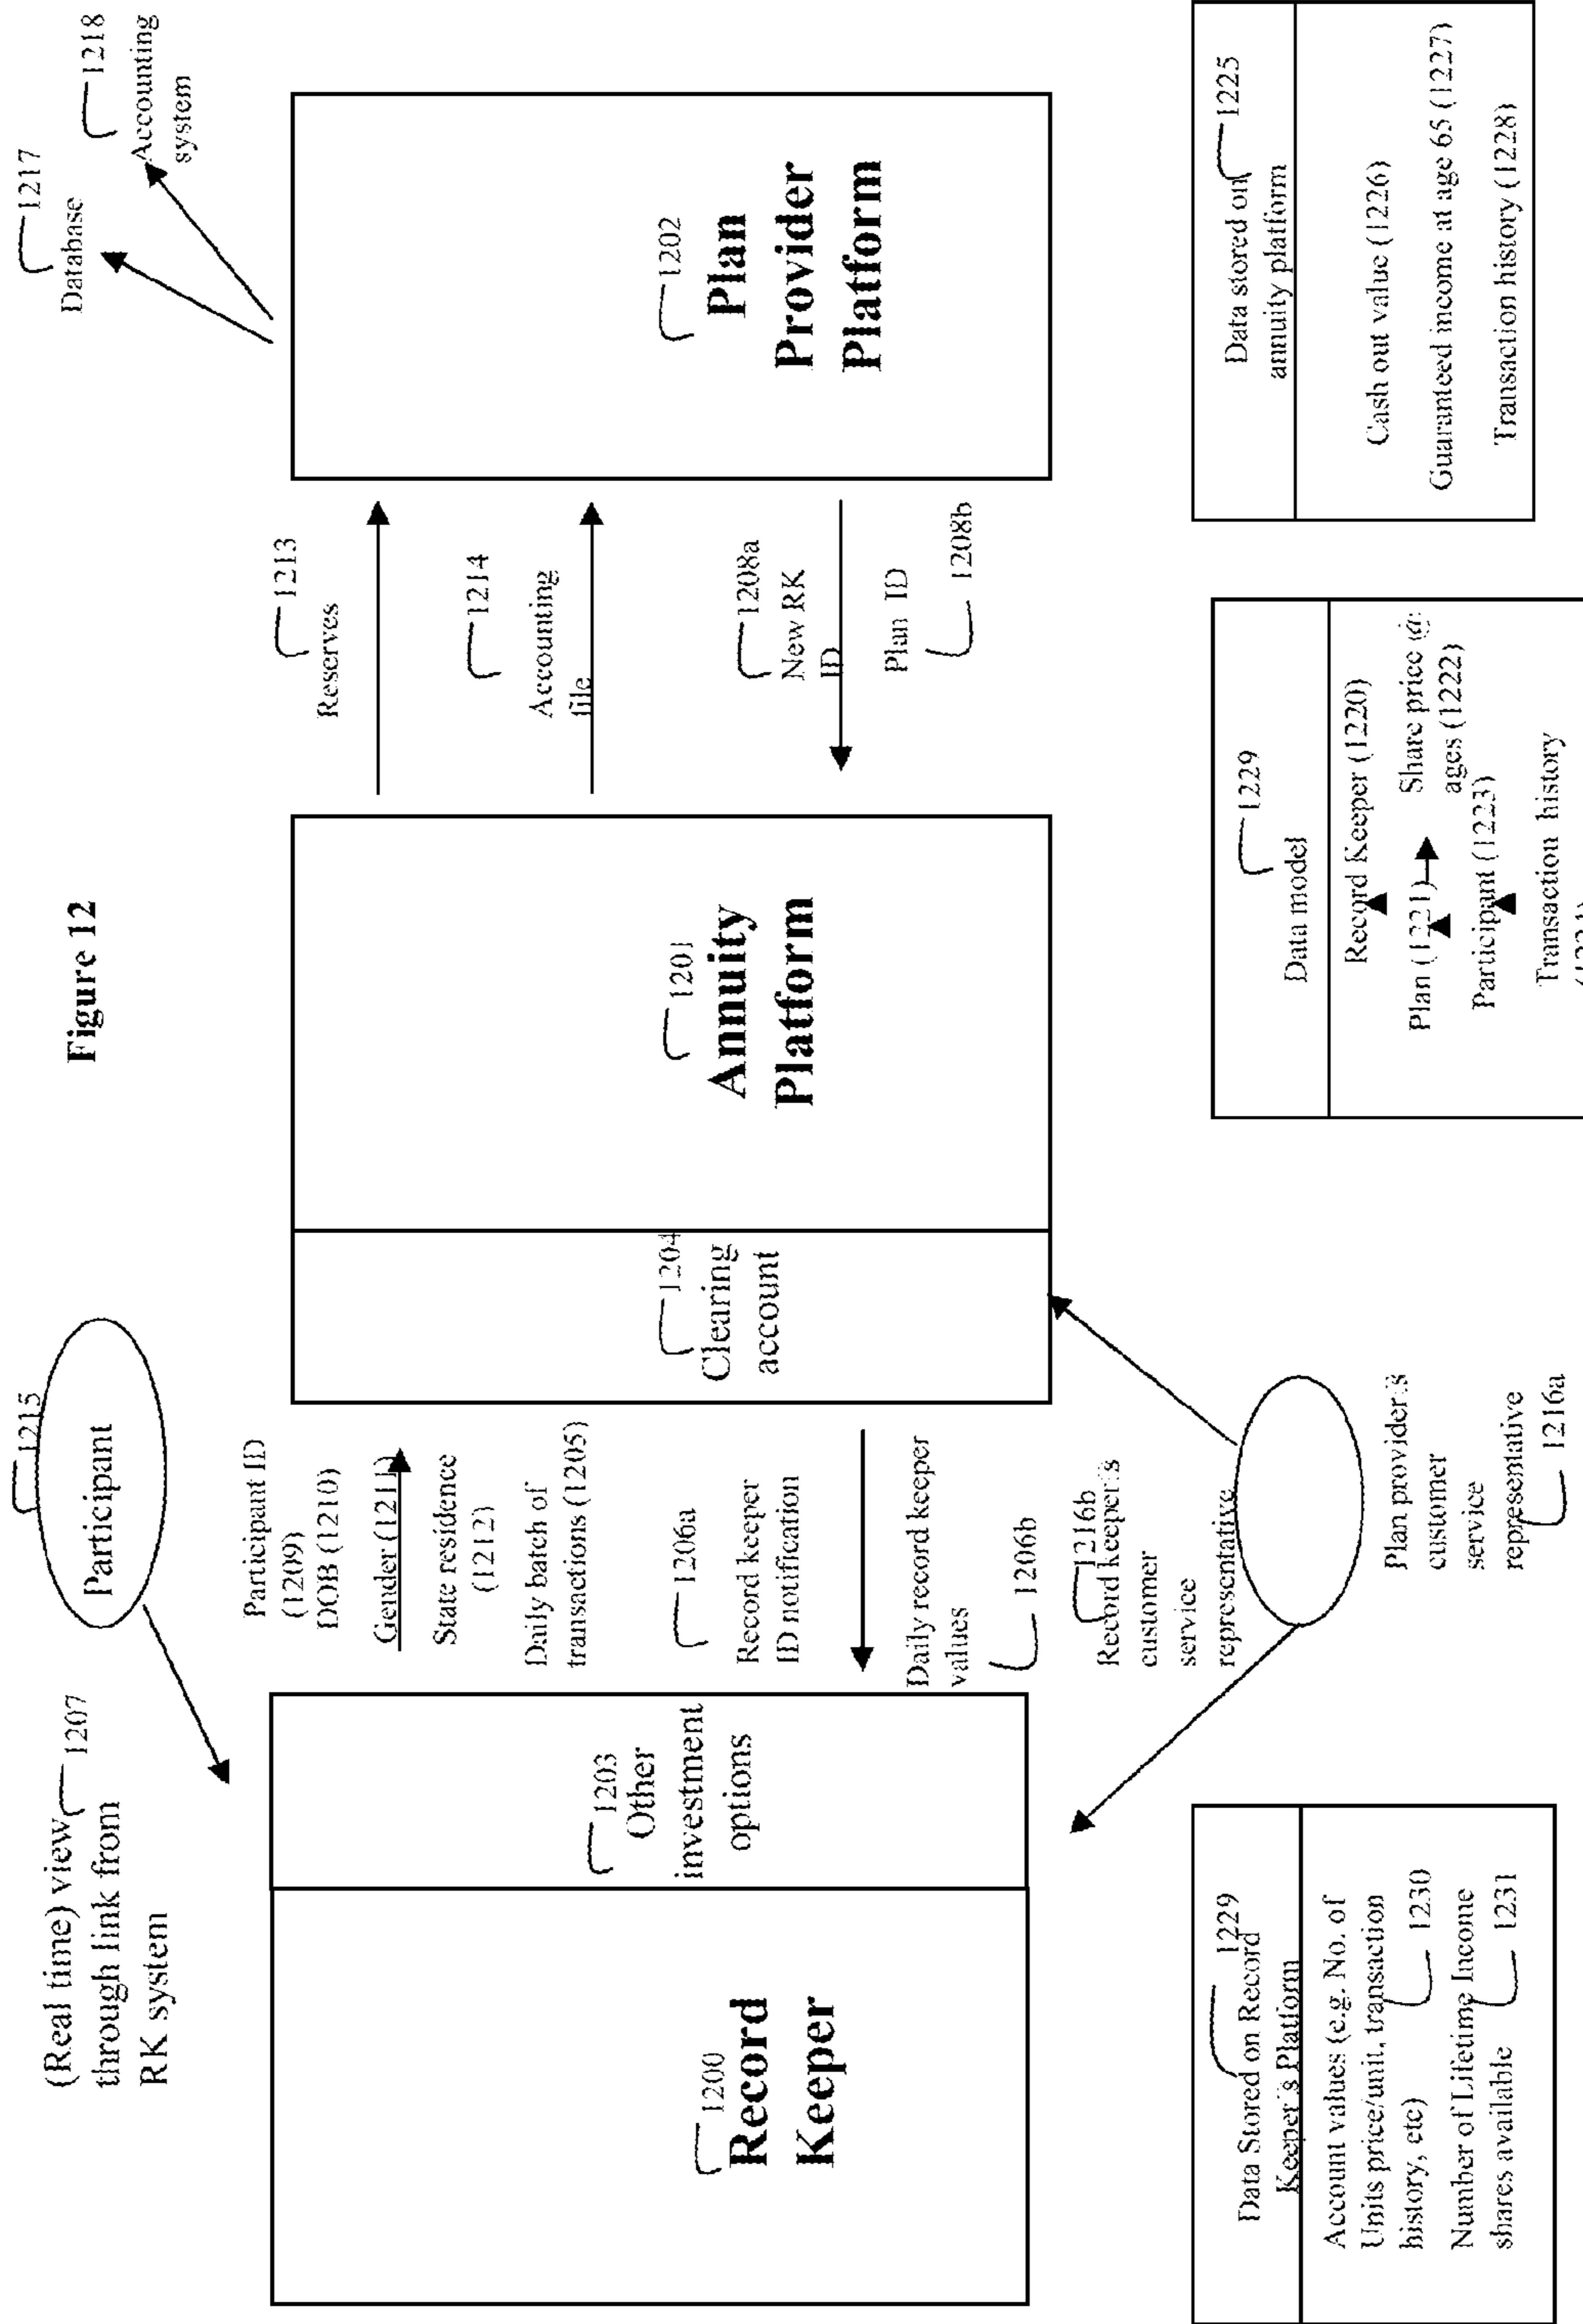 Figure 12
(Real time) view
1207
through link from
RK system
1215
Participant
1217
Database
1218
Accounting
system
1200
Record
Keeper
1203
Other
investment
options
Participant ID
(1209)
DOB (1210)
Gender (1211)
State residence
(1212)
Daily batch of
transactions (1205)
1206a
Record keeper
ID notification
Daily record keeper
values
1206b
1204
Clearing
account
1201
Annuity
Platform
1213
Reserves
1214
Accounting
file
1208a
New RK
ID
Plan ID
1208b
1202
Plan
Provider
Platform
1216b
Record keeper's
customer
service
representative
Plan provider's
customer
service
representative
1216a
1229
Data Stored on Record
Keeper's Platform
Account values (e.g. No. of
Units price/unit, transaction
history, etc)
1230
Number of Lifetime Income
shares available
1231
1229
Data model
Record Keeper (1220)
Plan (1221)
Share price @
ages (1222)
Participant (1223)
Transaction history
Data stored on
1225
annuity platform
Cash out value (1226)
Guaranteed income at age 65 (1227)
Transaction history (1228)